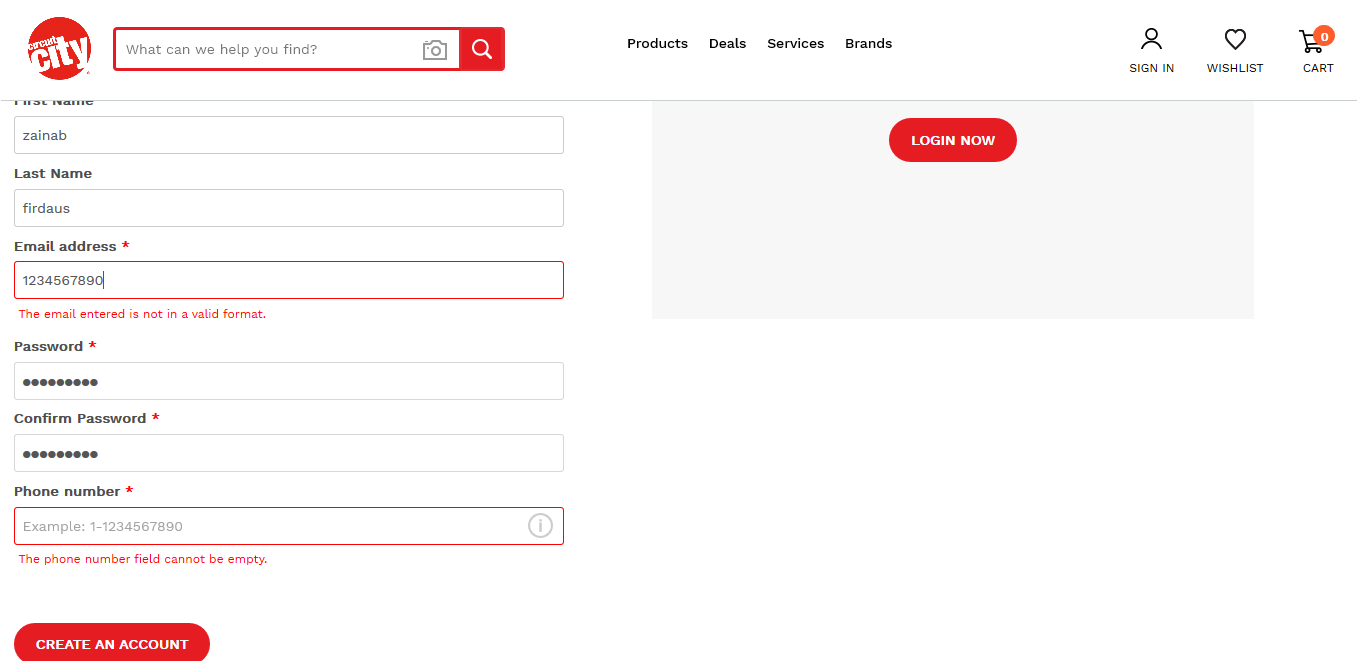 circuit city
What can we help you find?
Products Deals Services Brands
SIGN IN
WISHLIST
0
CART
First Name
zainab
LOGIN NOW
Last Name
firdaus
Email address *
1234567890
The email entered is not in a valid format.
Password *
●●●●●●●●●
Confirm Password *
●●●●●●●●●
Phone number *
Example: 1-1234567890
The phone number field cannot be empty.
CREATE AN ACCOUNT